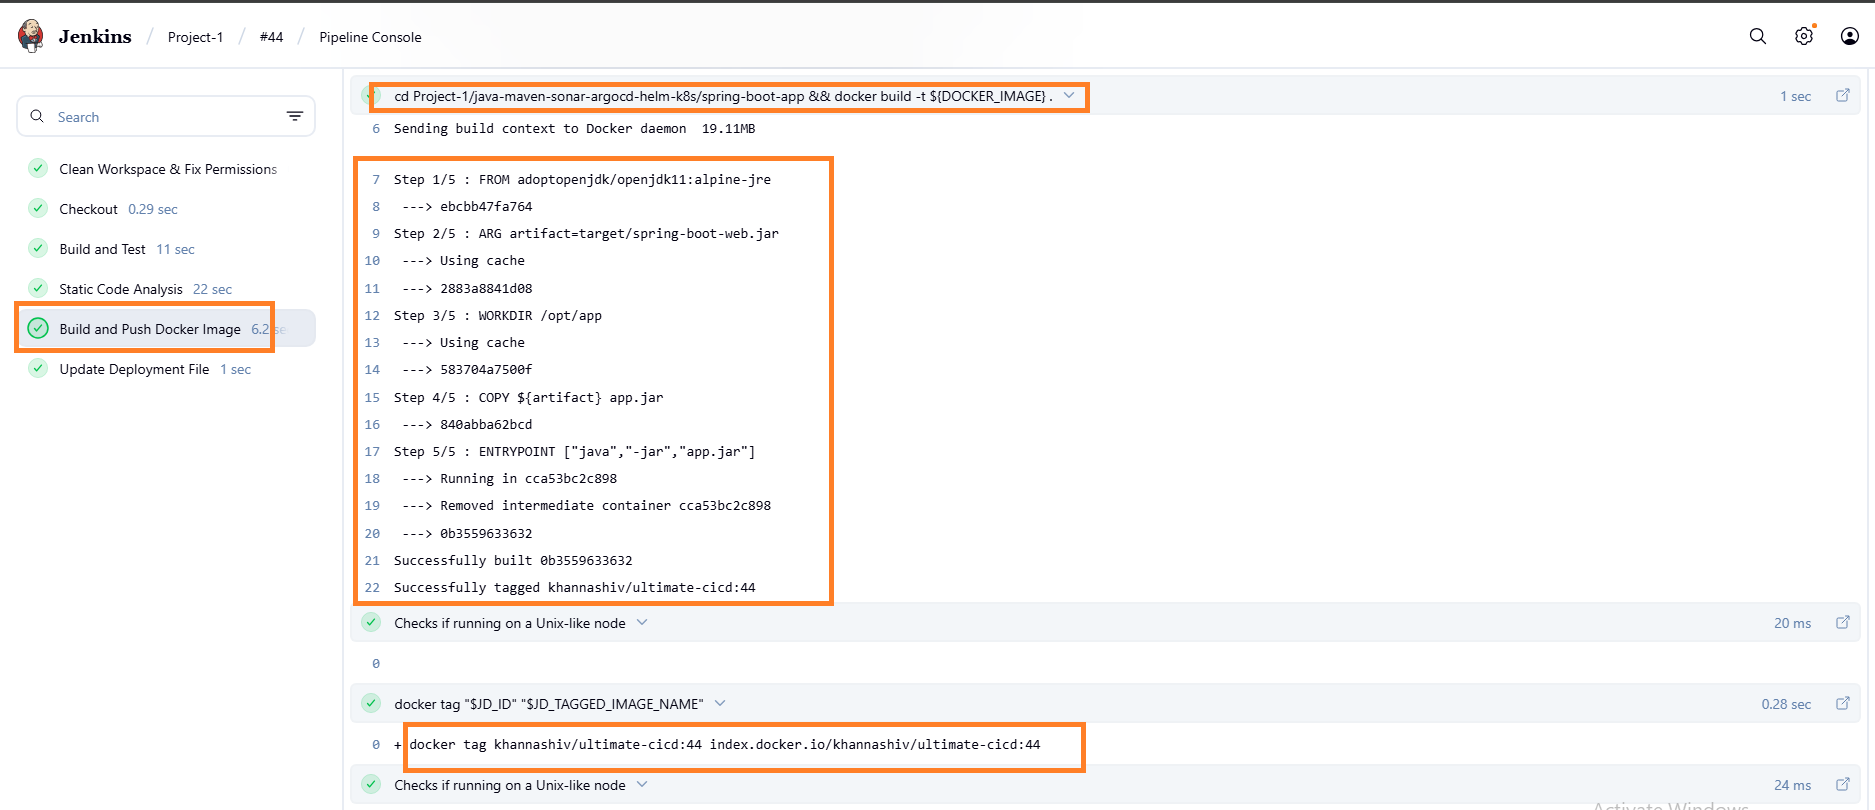 Jenkins / Project-1 / #44 / Pipeline Console
Search
Clean Workspace & Fix Permissions
Checkout 0.29 sec
Build and Test 11 sec
Static Code Analysis 22 sec
Build and Push Docker Image 6.2 se
Update Deployment File 1 sec
cd Project-1/java-maven-sonar-argocd-helm-k8s/spring-boot-app && docker build -t ${DOCKER_IMAGE} . 1 sec
6 Sending build context to Docker daemon  19.11MB
7 Step 1/5 : FROM adoptopenjdk/openjdk11:alpine-jre
8 ---> ebcbb47fa764
9 Step 2/5 : ARG artifact=target/spring-boot-web.jar
10 ---> Using cache
11 ---> 2883a8841d08
12 Step 3/5 : WORKDIR /opt/app
13 ---> Using cache
14 ---> 583704a7500f
15 Step 4/5 : COPY ${artifact} app.jar
16 ---> 840abba62bcd
17 Step 5/5 : ENTRYPOINT ["java","-jar","app.jar"]
18 ---> Running in cca53bc2c898
19 ---> Removed intermediate container cca53bc2c898
20 ---> 0b3559633632
21 Successfully built 0b3559633632
22 Successfully tagged khannashiv/ultimate-cicd:44
Checks if running on a Unix-like node 20 ms
0
docker tag "$JD_ID" "$JD_TAGGED_IMAGE_NAME" 0.28 sec
0 + docker tag khannashiv/ultimate-cicd:44 index.docker.io/khannashiv/ultimate-cicd:44
Checks if running on a Unix-like node 24 ms
Activate Windows